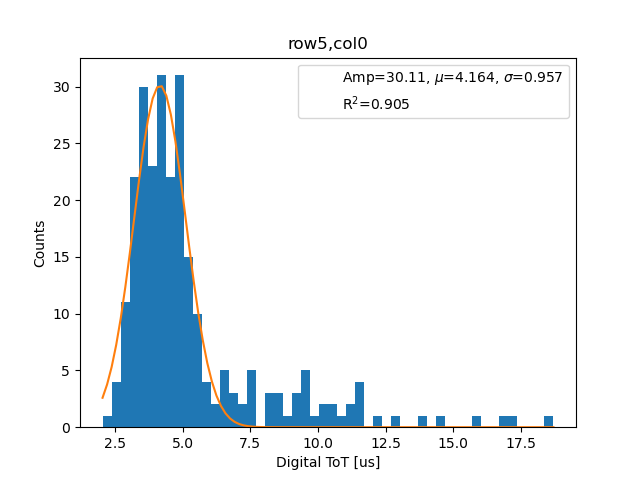 row5,col0
Amp=30.11, μ=4.164, σ=0.957
R²=0.905
Counts
30
25
20
15
10
5
0
2.5 5.0 7.5 10.0 12.5 15.0 17.5
Digital ToT [us]